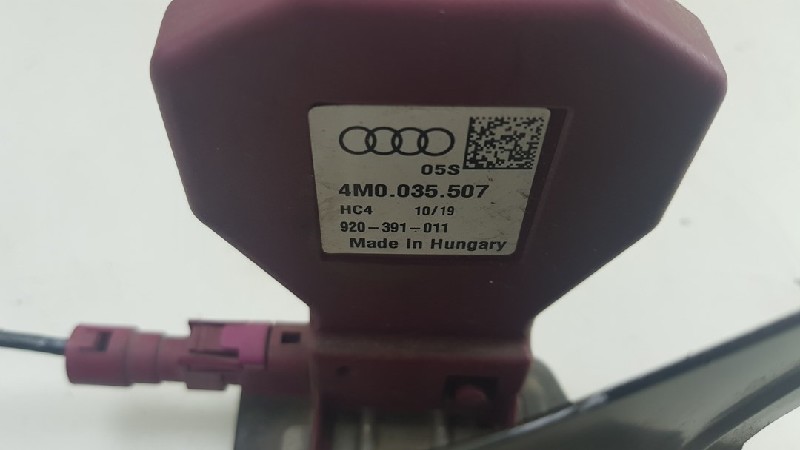 05S
4M0.035.507
HC4 10/19
920-391-011
Made In Hungary